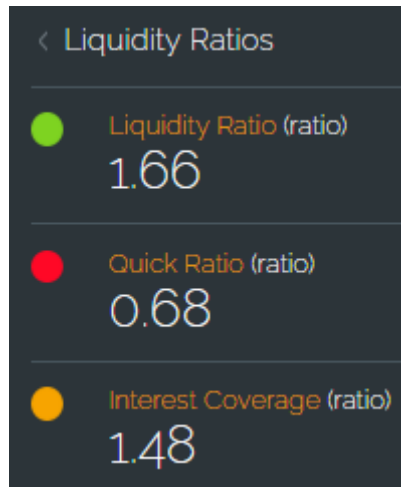 < Liquidity Ratios
Liquidity Ratio (ratio)
1.66
Quick Ratio (ratio)
0.68
Interest Coverage (ratio)
1.48